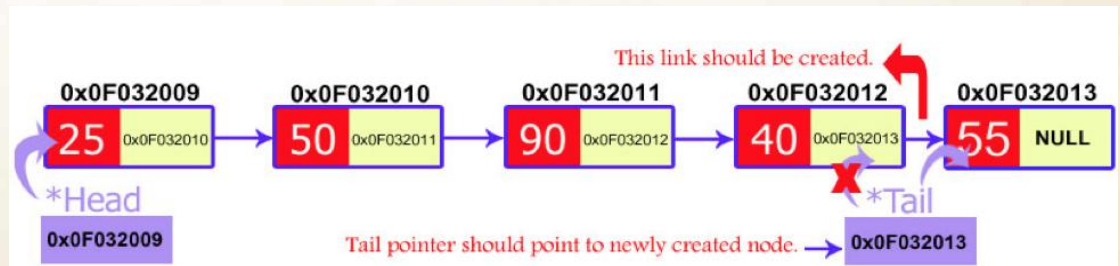 This link should be created.
0x0F032009 0x0F032010 0x0F032011 0x0F032012 0x0F032013
25 0x0F032010 50 0x0F032011 90 0x0F032012 40 0x0F032013 55 NULL
*Head *Tail
0x0F032009 Tail pointer should point to newly created node. 0x0F032013